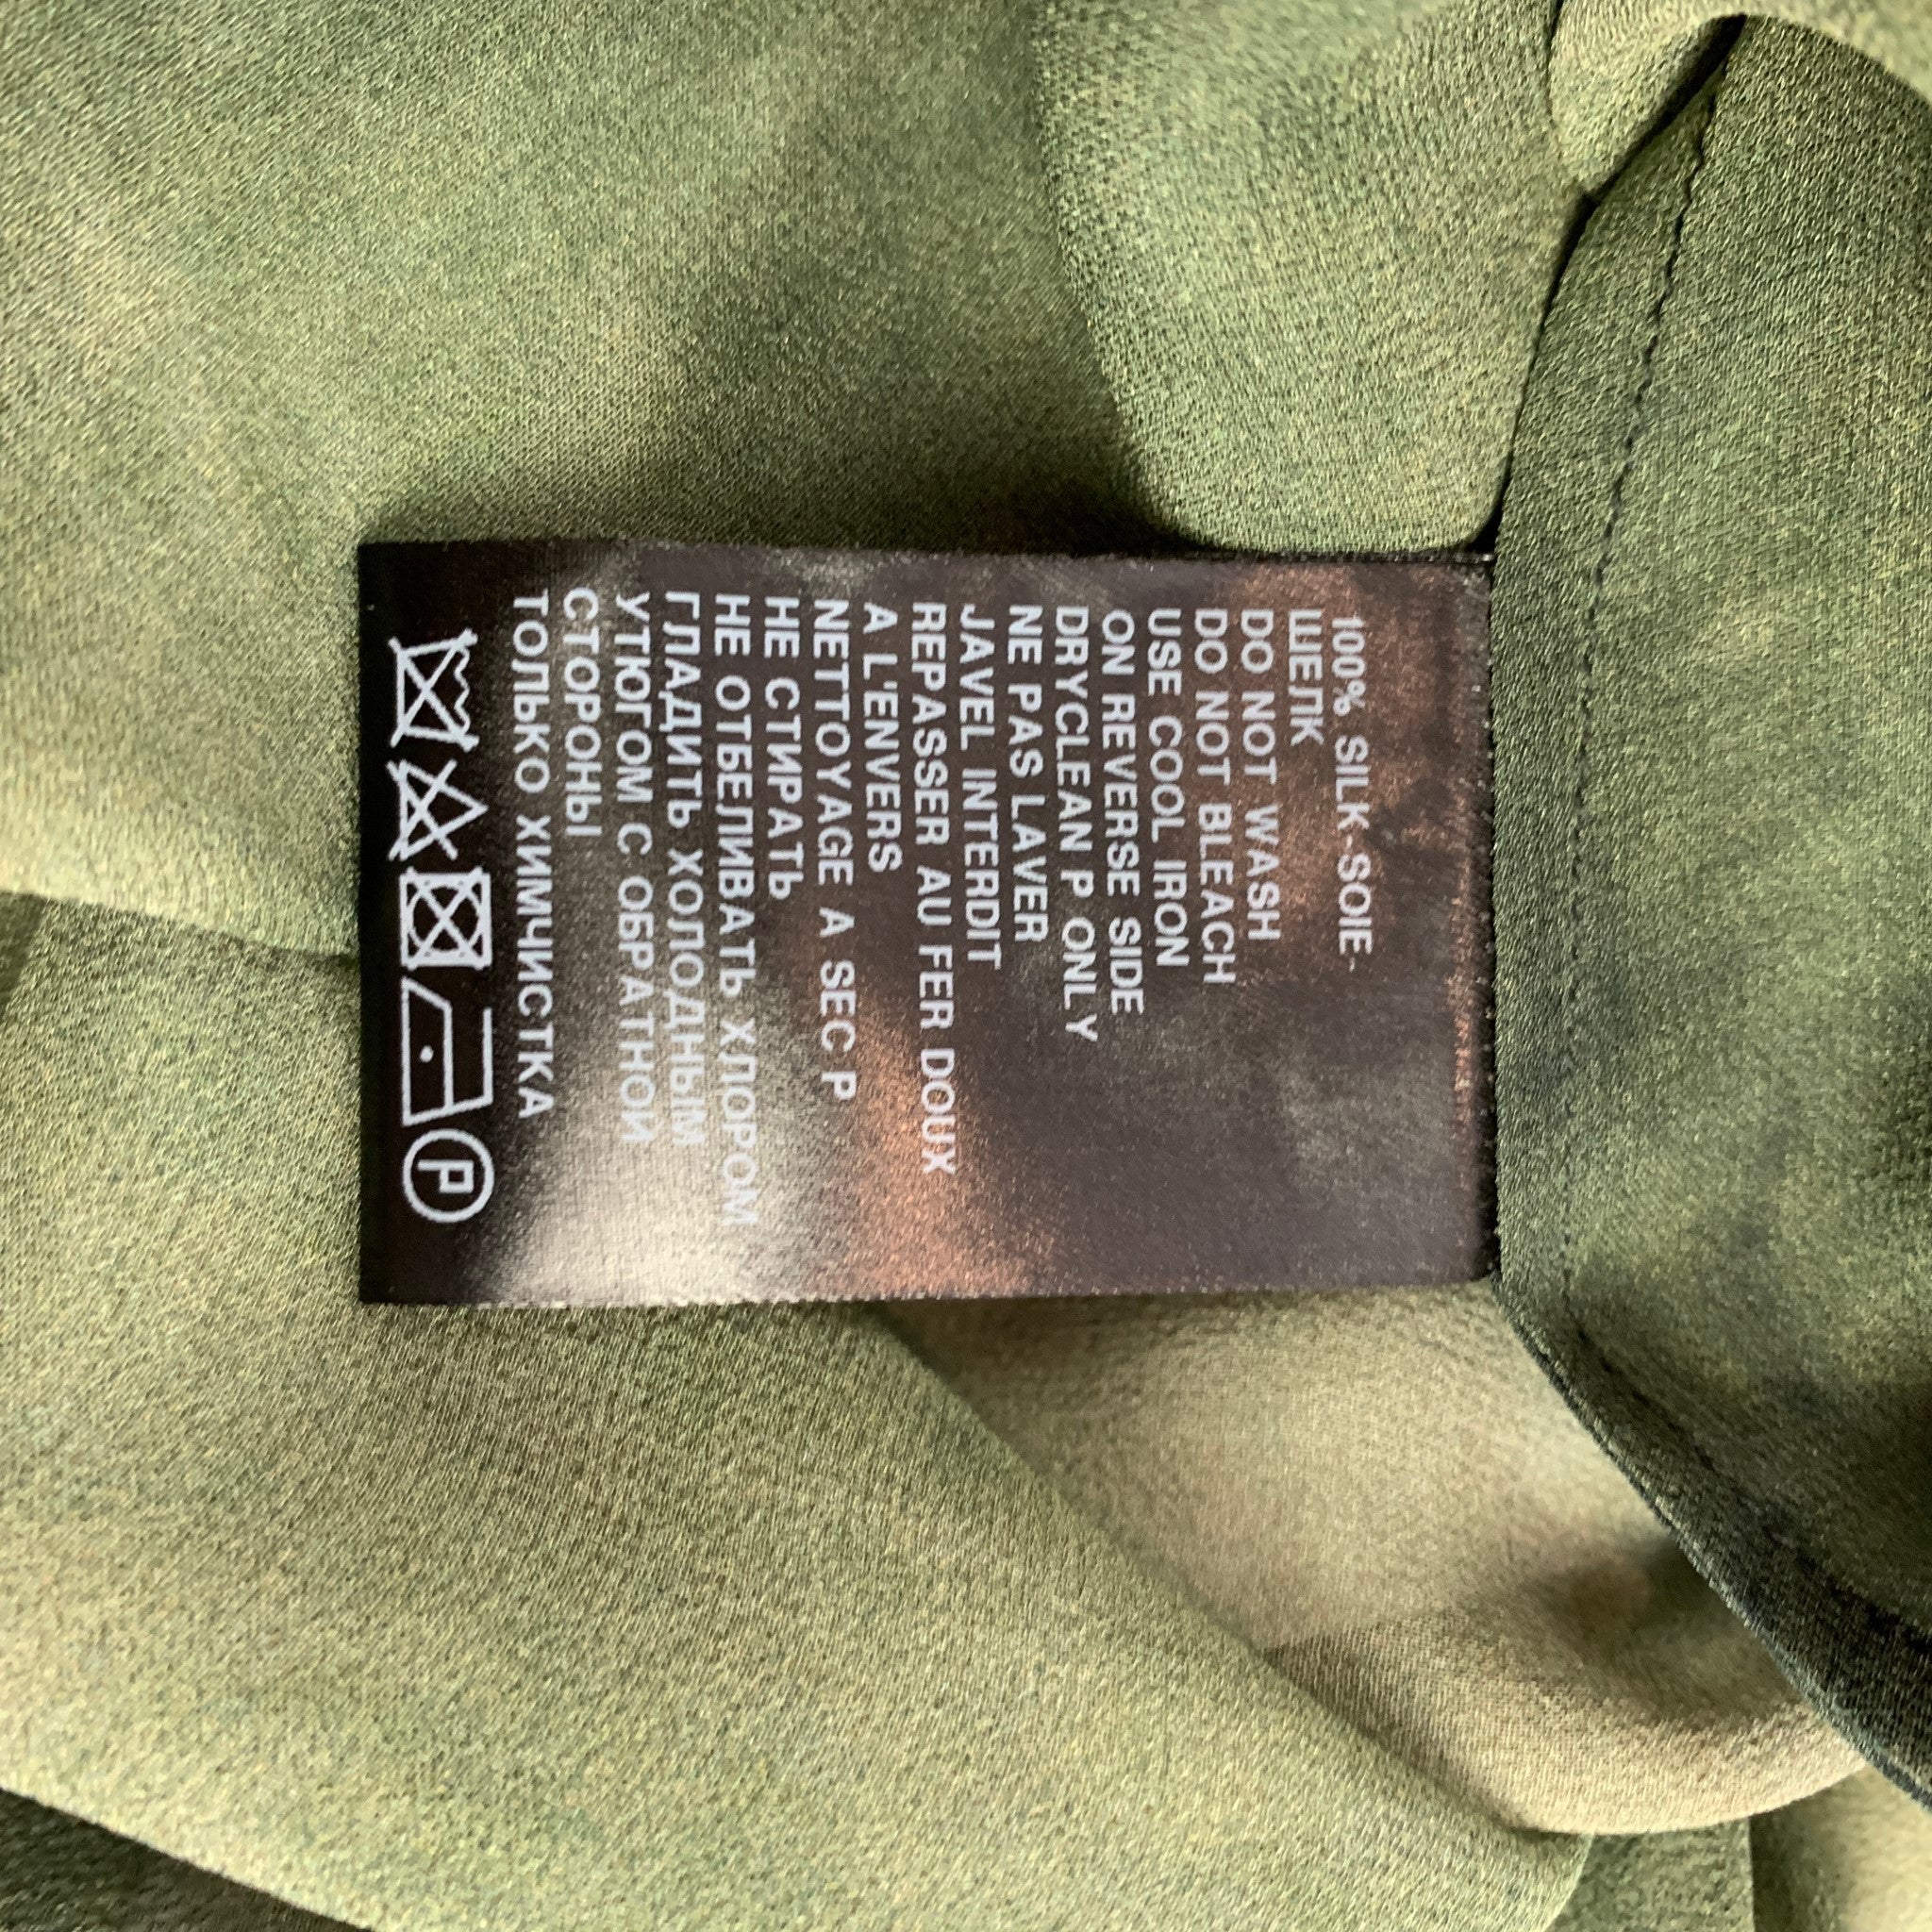 100% SILK-SOIE-
ШЕЛК
DO NOT WASH
DO NOT BLEACH
USE COOL IRON
ON REVERSE SIDE
DRYCLEAN P ONLY
NE PAS LAVER
JAVEL INTERDIT
REPASSER AU FER DOUX
A L'ENVERS
NETTOYAGE A SEC P
НЕ СТИРАТЬ
НЕ ОТБЕЛИВАТЬ ХЛОРОМ
ГЛАДИТЬ ХОЛОДНЫМ
УТЮГОМ С ОБРАТНОЙ
СТОРОНЫ
ТОЛЬКО ХИМЧИСТКА
P